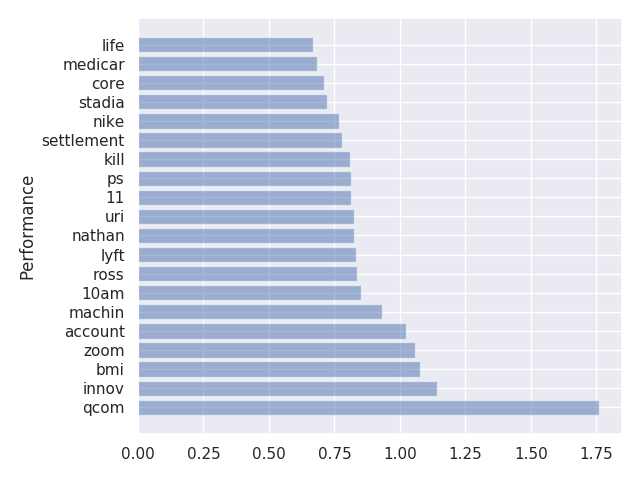 life
medicar
core
stadia
nike
settlement
kill
ps
11
uri
nathan
lyft
ross
10am
machin
account
zoom
bmi
innov
qcom
Performance
0.00 0.25 0.50 0.75 1.00 1.25 1.50 1.75